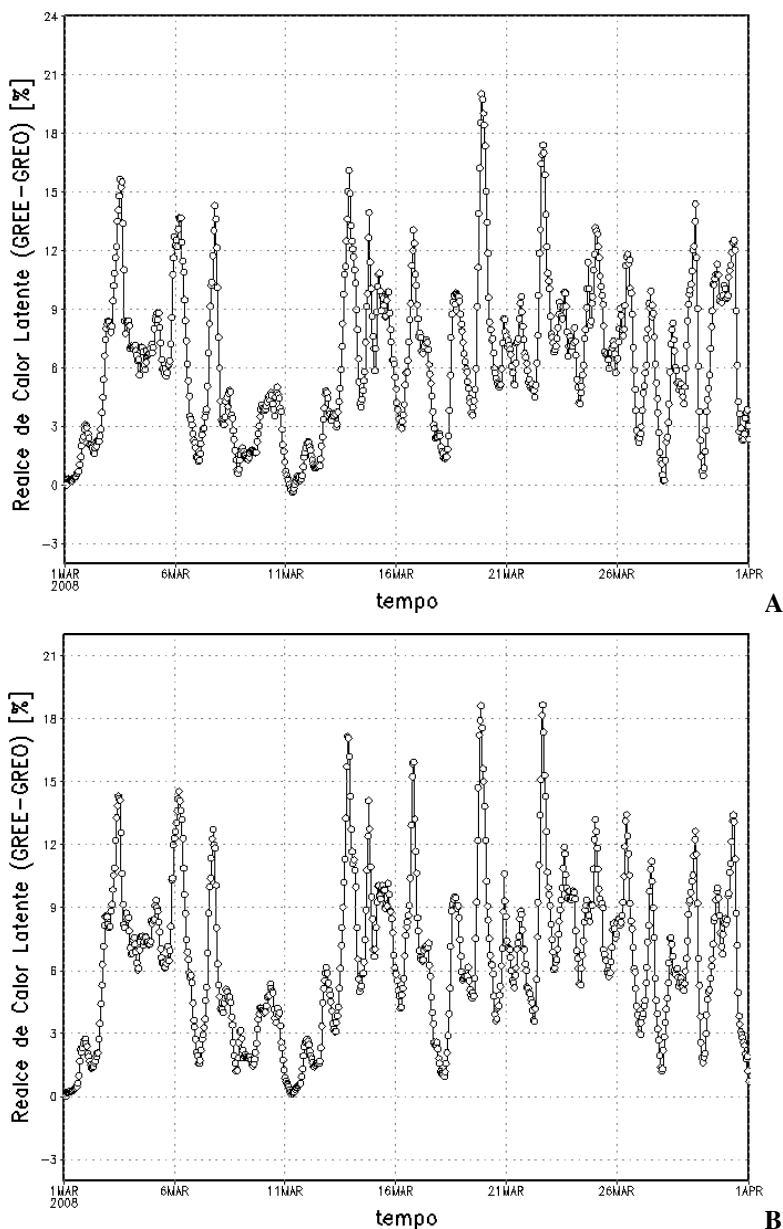 24
21
18
15
12
9
6
3
0
-3
Realce de Calor Latente (GREE-GREO) [%]
1MAR 6MAR 11MAR 16MAR 21MAR 26MAR 1APR
2008
tempo
A
21
18
15
12
9
6
3
0
-3
Realce de Calor Latente (GREE-GREO) [%]
1MAR 6MAR 11MAR 16MAR 21MAR 26MAR 1APR
2008
tempo
B